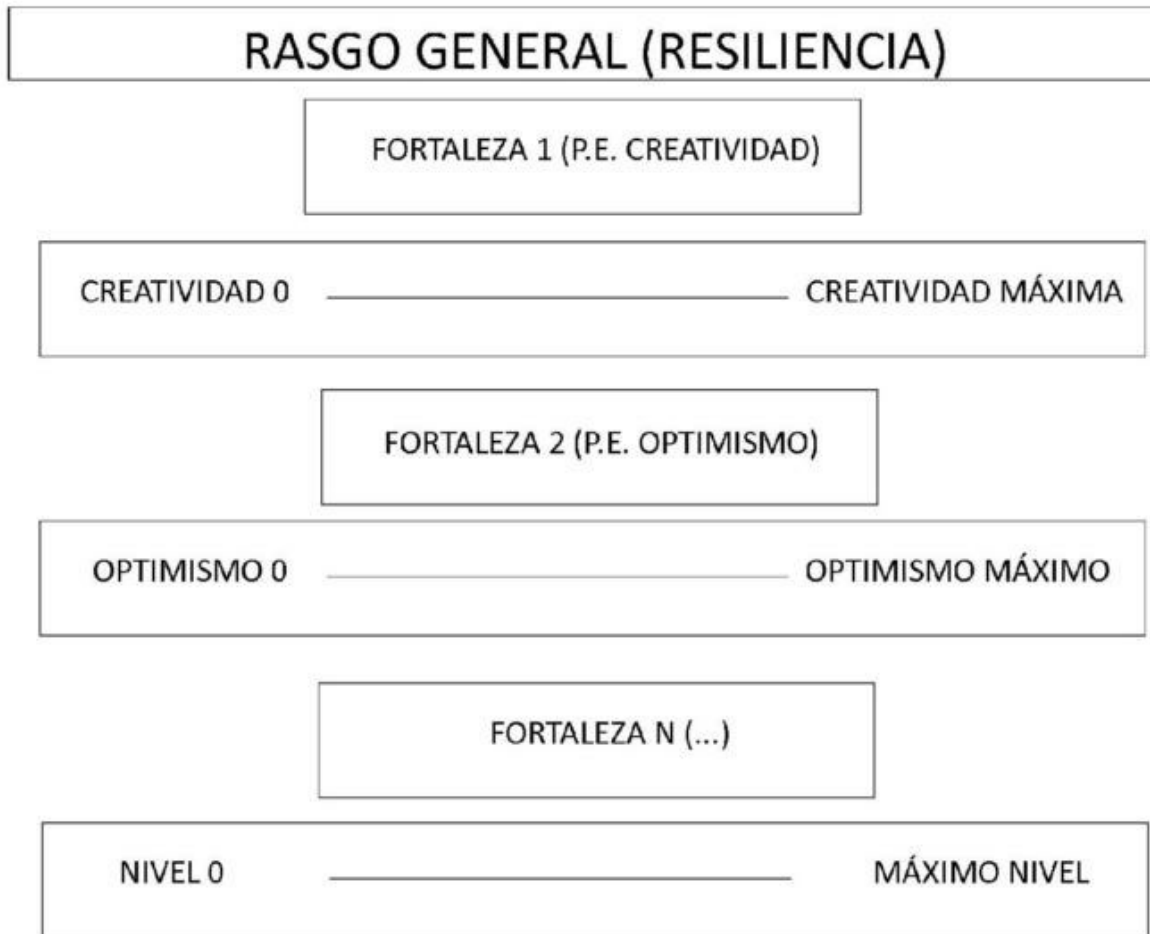 RASGO GENERAL (RESILIENCIA)
FORTALEZA 1 (P.E. CREATIVIDAD)
CREATIVIDAD 0 CREATIVIDAD MÁXIMA
FORTALEZA 2 (P.E. OPTIMISMO)
OPTIMISMO 0 OPTIMISMO MÁXIMO
FORTALEZA N (...)
NIVEL 0 MÁXIMO NIVEL